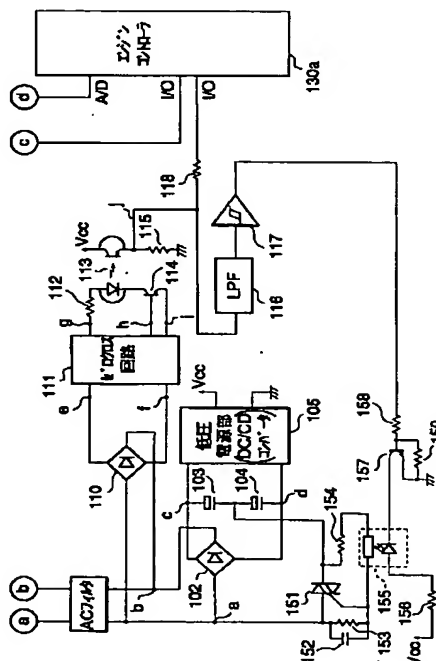 ⓓ
ⓒ
ⓑ
ⓐ
A/D
I/O
I/O
エンジン
コントローラ
130a
118
j
Vcc
115
113
112
114
g
h
i
117
LPF
116
ゼロクロス
回路
111
e
f
110
Vcc
低圧
電源部
(DC/CD
コンバータ)
105
103
104
c
d
102
ACフィルタ
b
a
154
151
155
153
152
156
Vcc
157
158
159